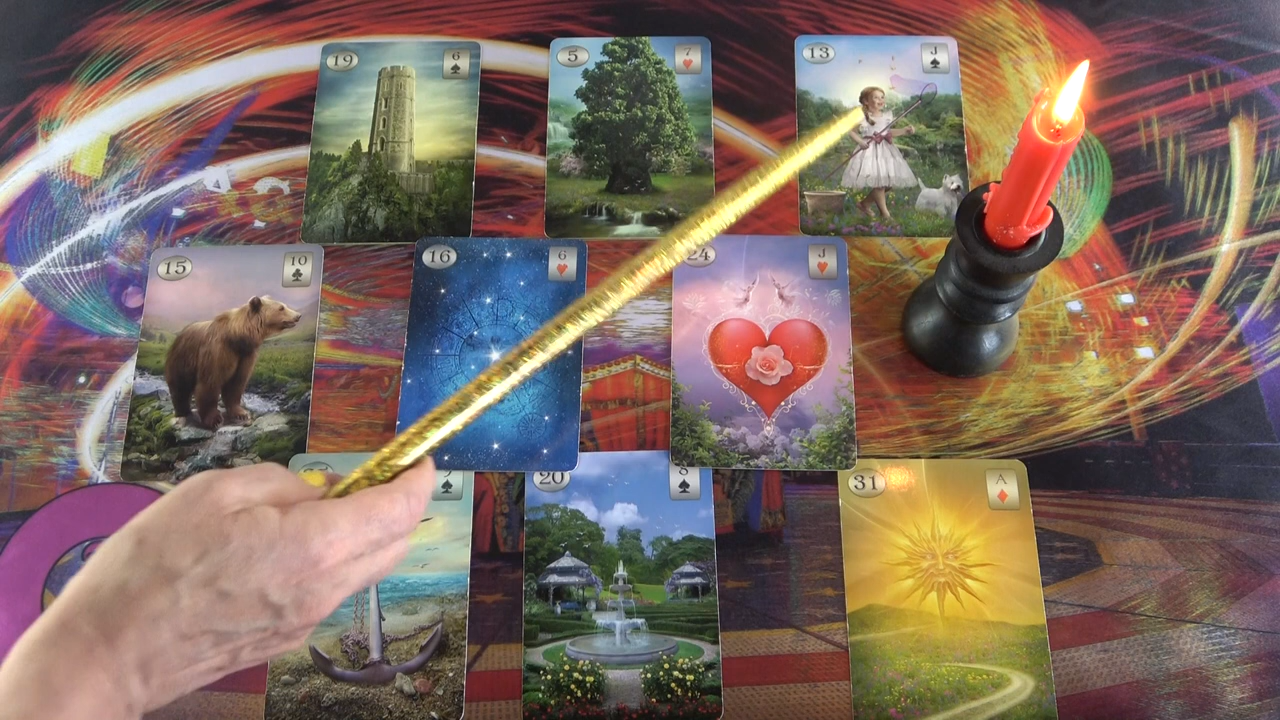 19 6♠
5 7♥
13 J♠
15 10♣
16 6♥
24 J♥
20 8♠
31 A♦